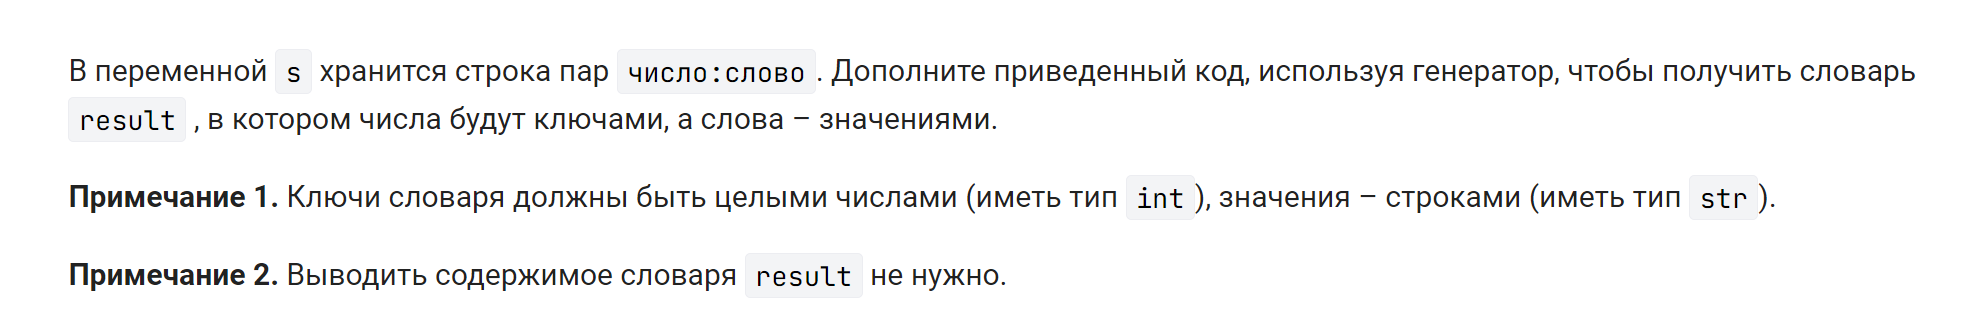 В переменной s хранится строка пар число:слово. Дополните приведенный код, используя генератор, чтобы получить словарь
result , в котором числа будут ключами, а слова – значениями.
Примечание 1. Ключи словаря должны быть целыми числами (иметь тип int), значения – строками (иметь тип str).
Примечание 2. Выводить содержимое словаря result не нужно.